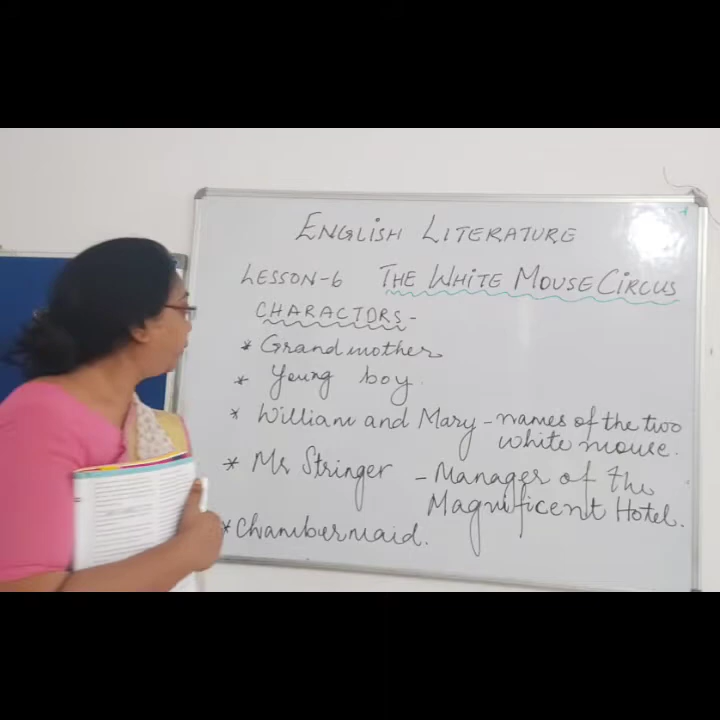 ENGLISH LITERATURE
LESSON-6 THE WHITE MOUSE CIRCUS
CHARACTORS-
* Grandmother
* Young boy.
* William and Mary - names of the two
white mouse.
* Mr Stringer - Manager of the
Magnificent Hotel.
* Chambermaid.